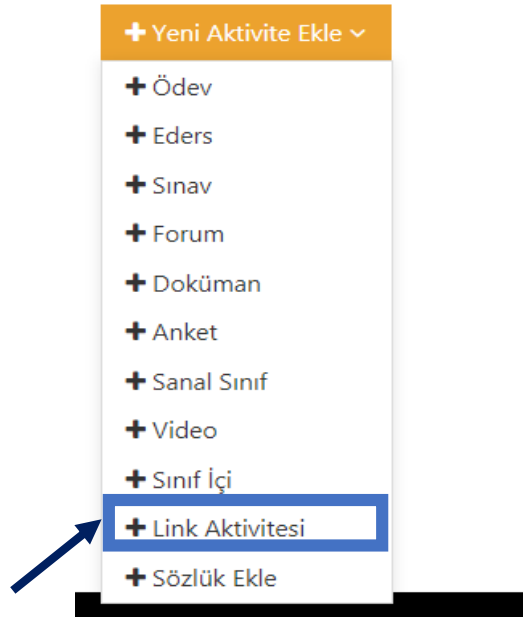 Yeni Aktivite Ekle
Ödev
Eders
Sınav
Forum
Doküman
Anket
Sanal Sınıf
Video
Sınıf İçi
Link Aktivitesi
Sözlük Ekle